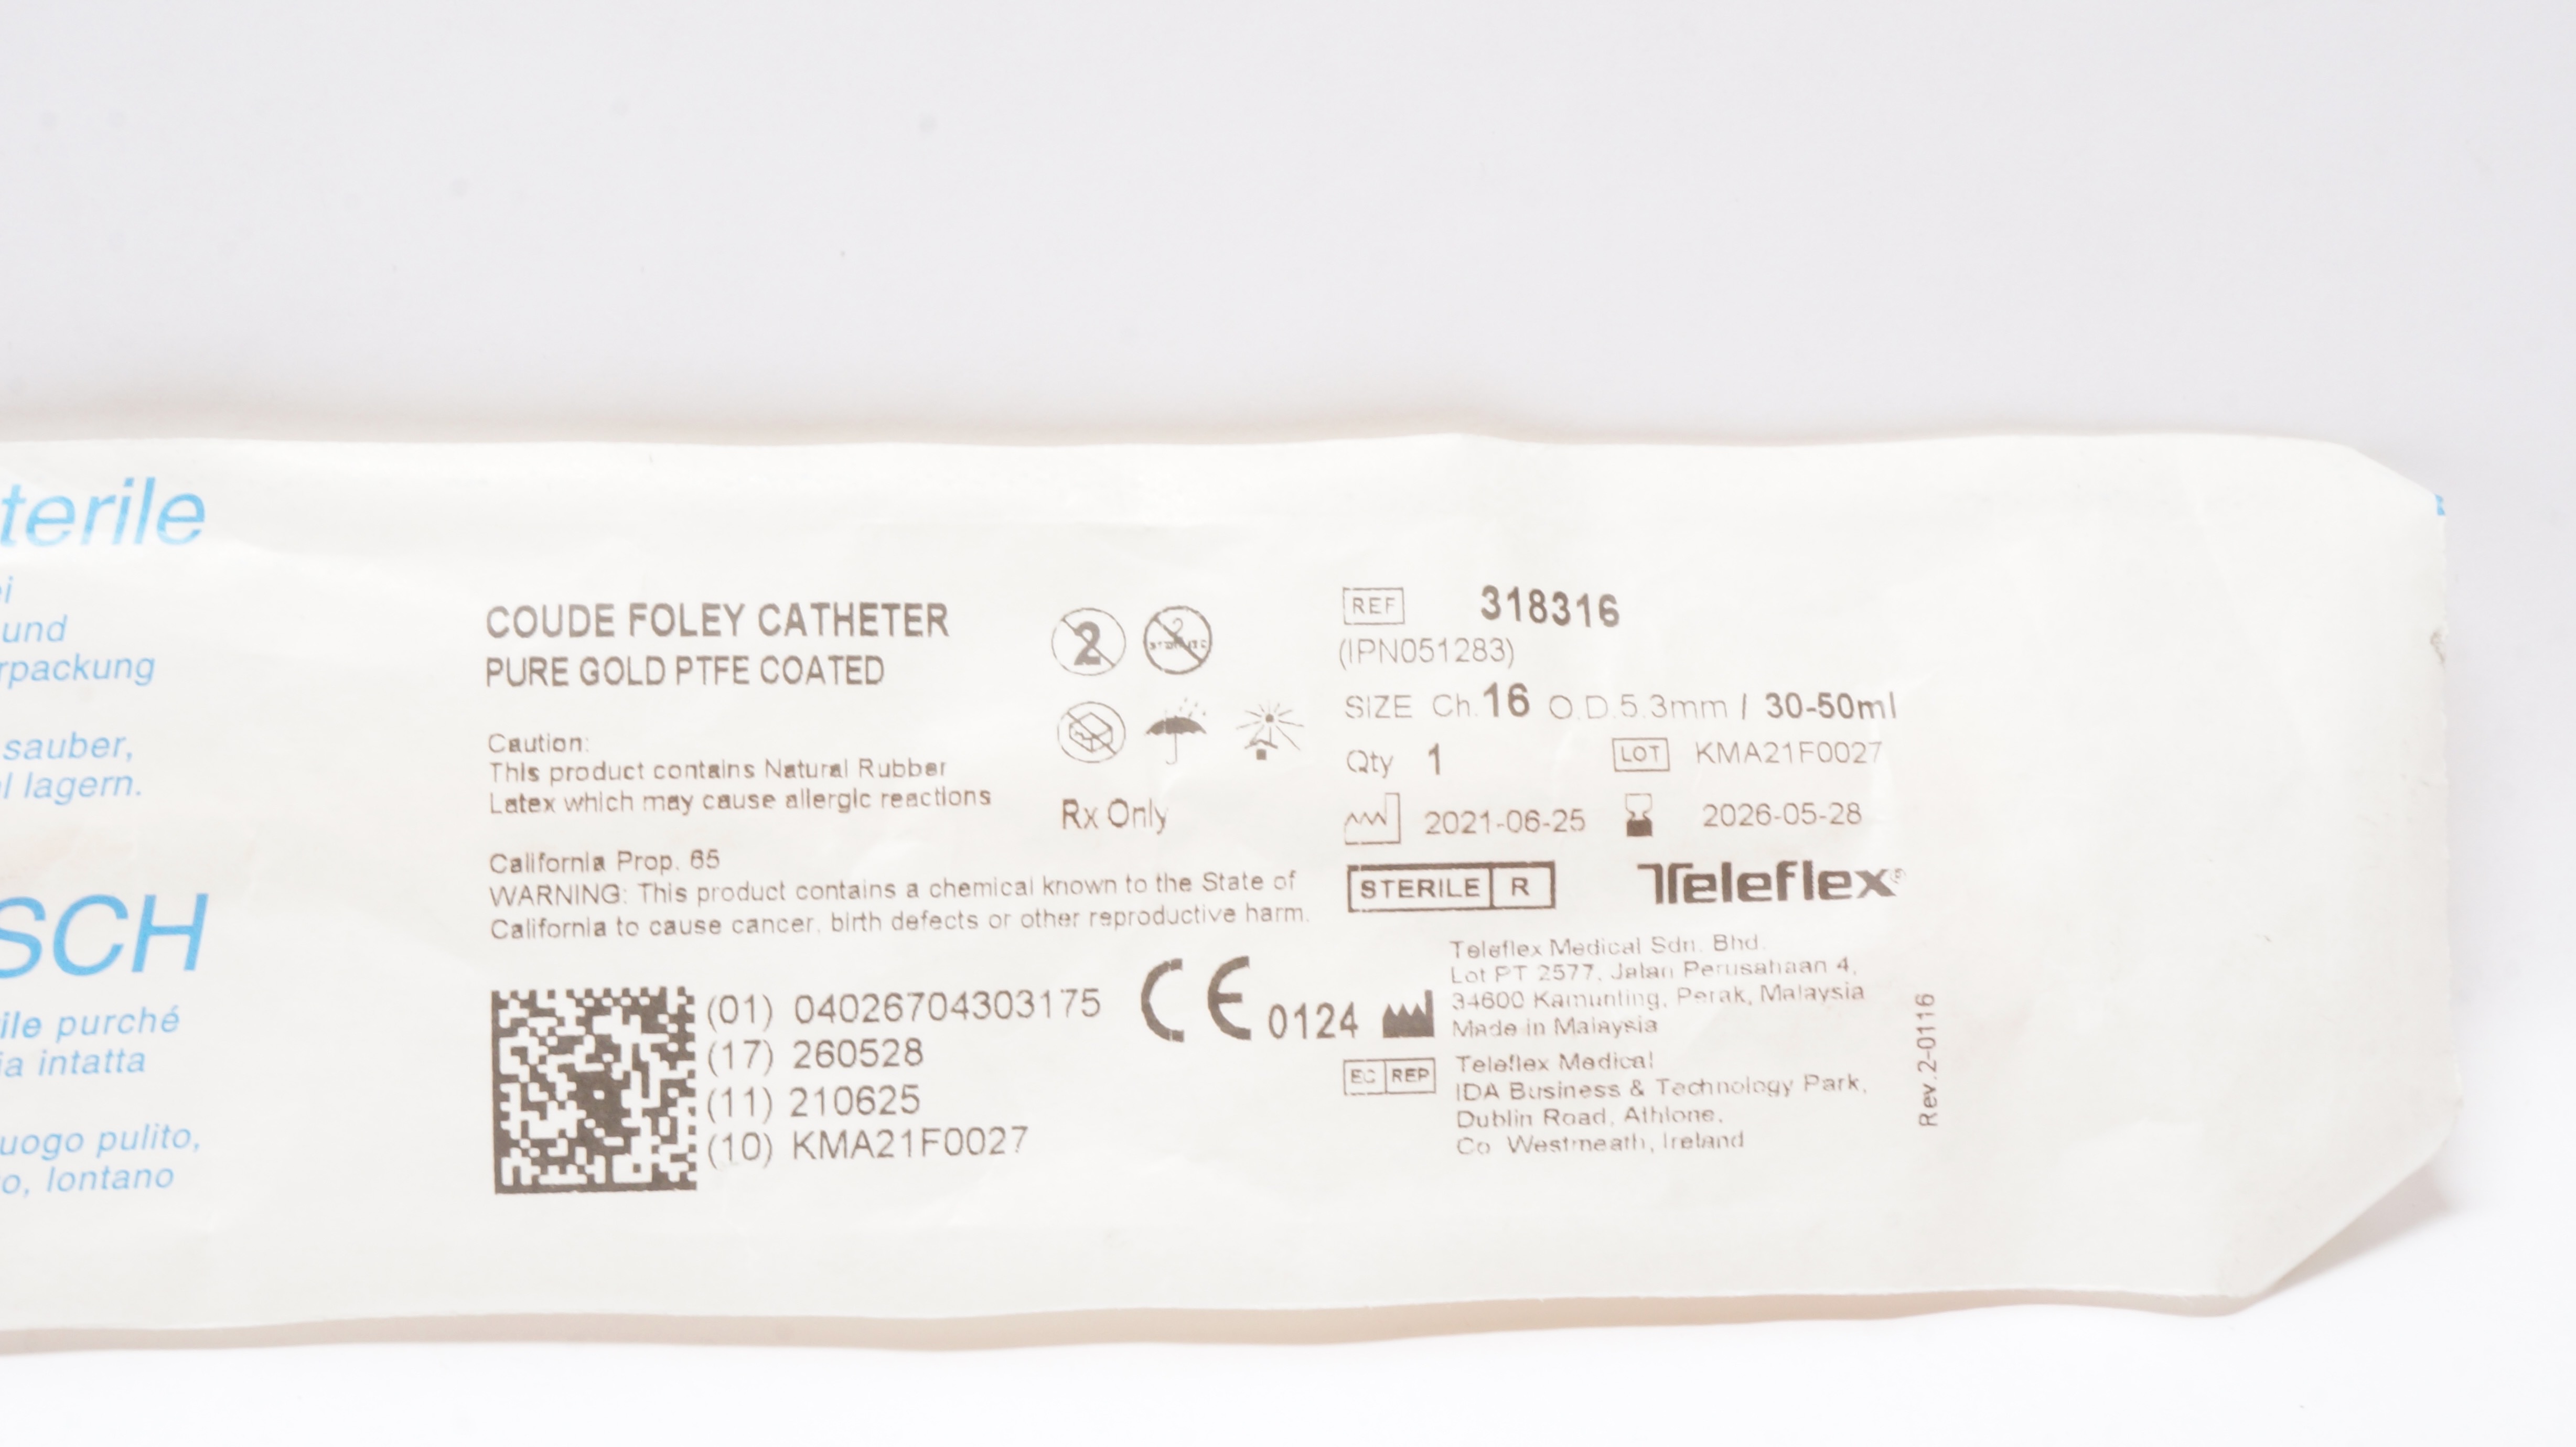 terile
ei
und
rpackung
sauber,
l lagern.
SCH
ile purché
ia intatta
uogo pulito,
o, lontano
COUDE FOLEY CATHETER
PURE GOLD PTFE COATED
Caution:
This product contains Natural Rubber
Latex which may cause allergic reactions
California Prop. 65
WARNING: This product contains a chemical known to the State of
California to cause cancer, birth defects or other reproductive harm.
(01) 04026704303175
(17) 260528
(11) 210625
(10) KMA21F0027
2
2
Rx Only
CE 0124
REF 318316
(IPN051283)
SIZE Ch.16 O.D.5.3mm / 30-50ml
Qty 1 LOT KMA21F0027
2021-06-25 2026-05-28
STERILE R Teleflex®
Teleflex Medical Sdn. Bhd.
Lot PT 2577, Jalan Perusahaan 4,
34600 Kamunting, Perak, Malaysia
Made in Malaysia
EC REP Teleflex Medical
IDA Business & Technology Park,
Dublin Road, Athlone,
Co Westmeath, Ireland
Rev.2-0116